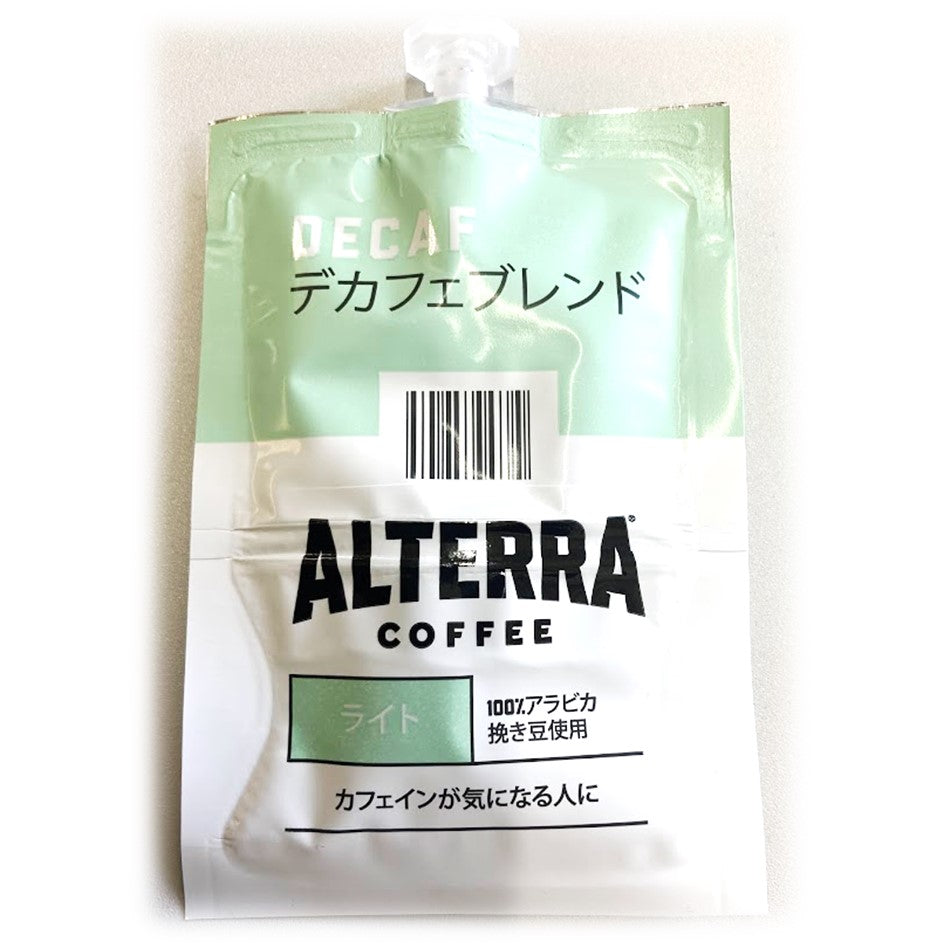 DECAF
デカフェブレンド
ALTERRA®
COFFEE
ライト
100%アラビカ
挽き豆使用
カフェインが気になる人に